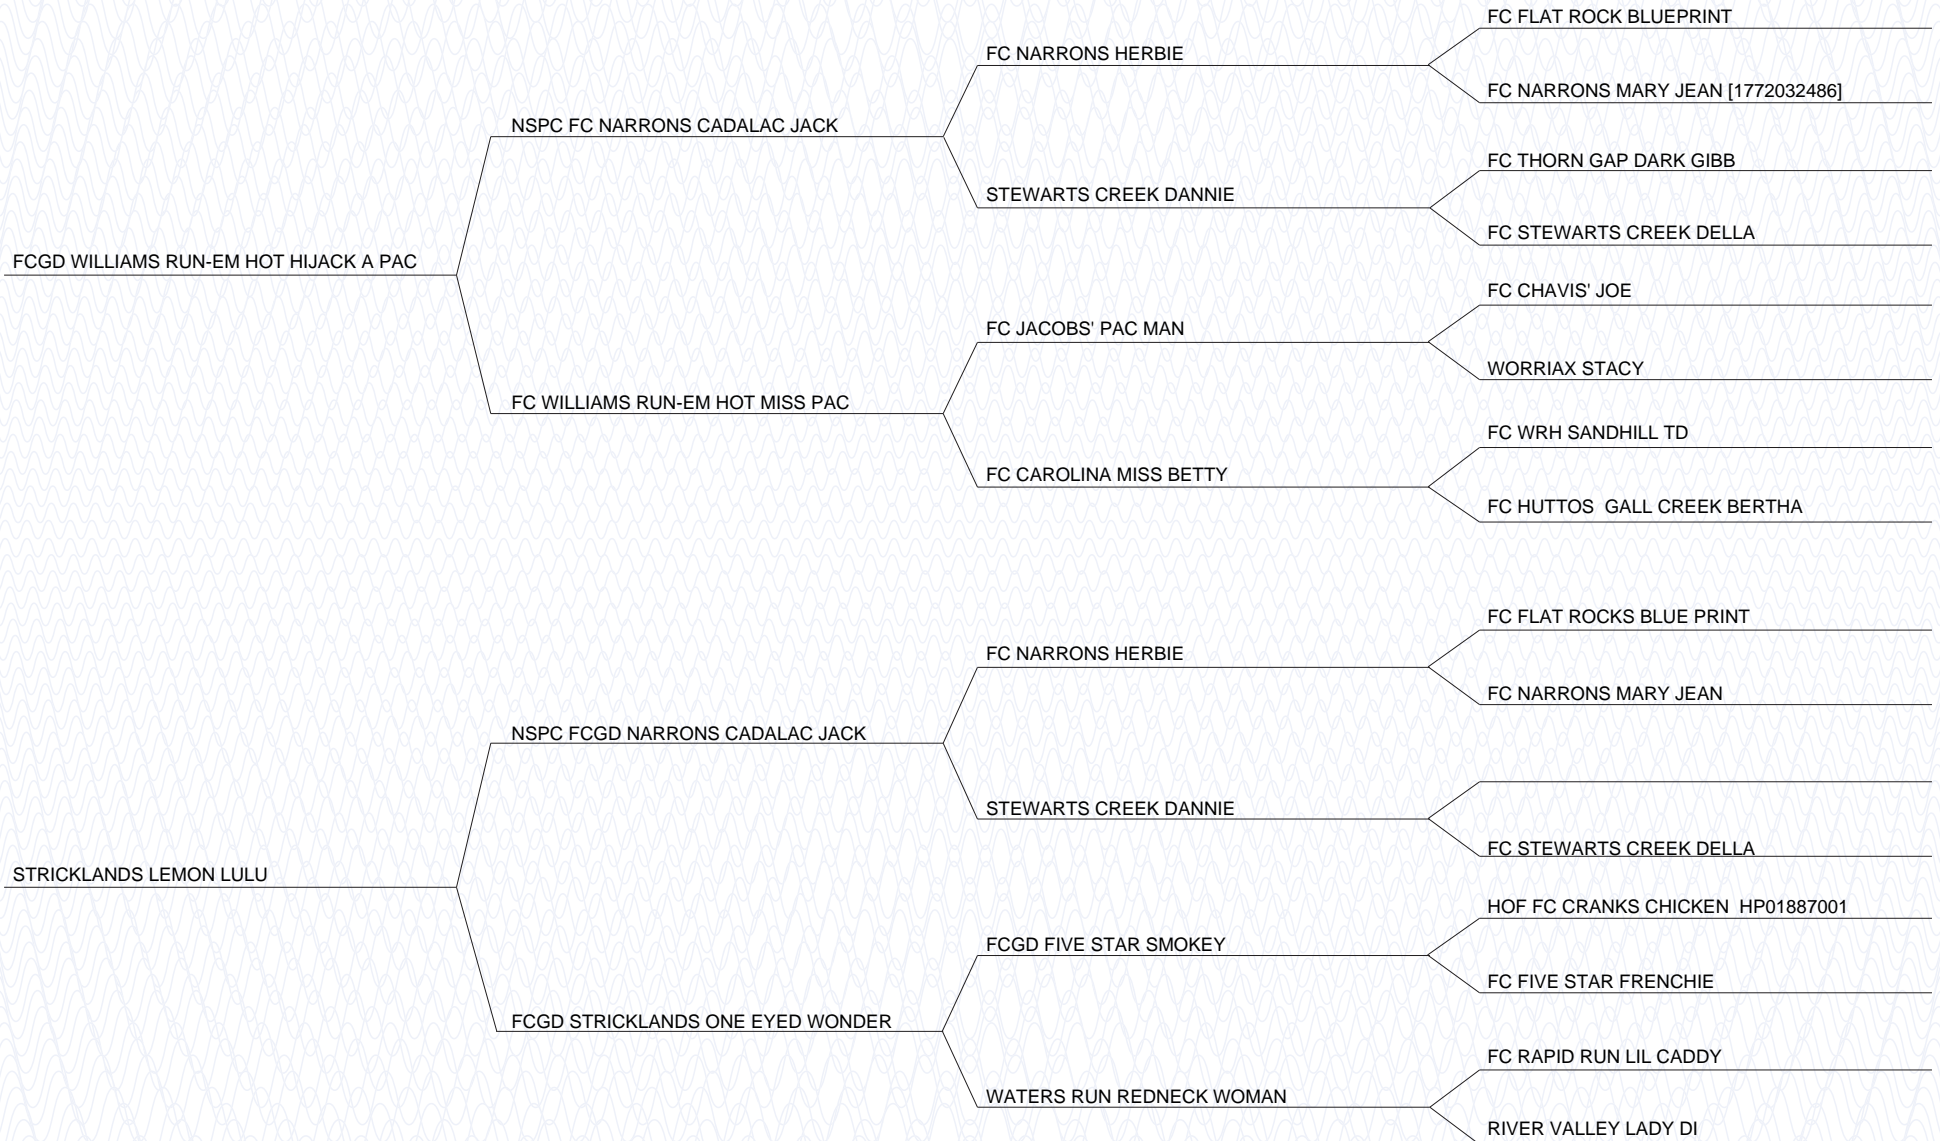 FC FLAT ROCK BLUEPRINT
FC NARRONS HERBIE
FC NARRONS MARY JEAN [1772032486]
NSPC FC NARRONS CADALAC JACK
FC THORN GAP DARK GIBB
STEWARTS CREEK DANNIE
FC STEWARTS CREEK DELLA
FCGD WILLIAMS RUN-EM HOT HIJACK A PAC
FC CHAVIS' JOE
FC JACOBS' PAC MAN
WORRIAX STACY
FC WILLIAMS RUN-EM HOT MISS PAC
FC WRH SANDHILL TD
FC CAROLINA MISS BETTY
FC HUTTOS  GALL CREEK BERTHA
FC FLAT ROCKS BLUE PRINT
FC NARRONS HERBIE
FC NARRONS MARY JEAN
NSPC FCGD NARRONS CADALAC JACK
STEWARTS CREEK DANNIE
FC STEWARTS CREEK DELLA
STRICKLANDS LEMON LULU
HOF FC CRANKS CHICKEN  HP01887001
FCGD FIVE STAR SMOKEY
FC FIVE STAR FRENCHIE
FCGD STRICKLANDS ONE EYED WONDER
FC RAPID RUN LIL CADDY
WATERS RUN REDNECK WOMAN
RIVER VALLEY LADY DI